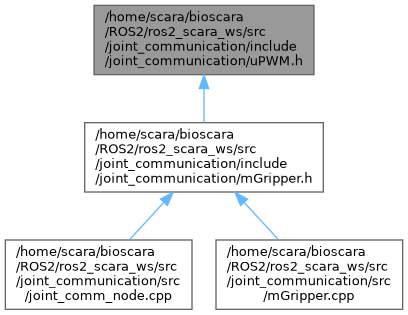 /home/scara/bioscara
/ROS2/ros2_scara_ws/src
/joint_communication/include
/joint_communication/uPWM.h
/home/scara/bioscara
/ROS2/ros2_scara_ws/src
/joint_communication/include
/joint_communication/mGripper.h
/home/scara/bioscara
/ROS2/ros2_scara_ws/src
/joint_communication/src
/joint_comm_node.cpp
/home/scara/bioscara
/ROS2/ros2_scara_ws/src
/joint_communication/src
/mGripper.cpp